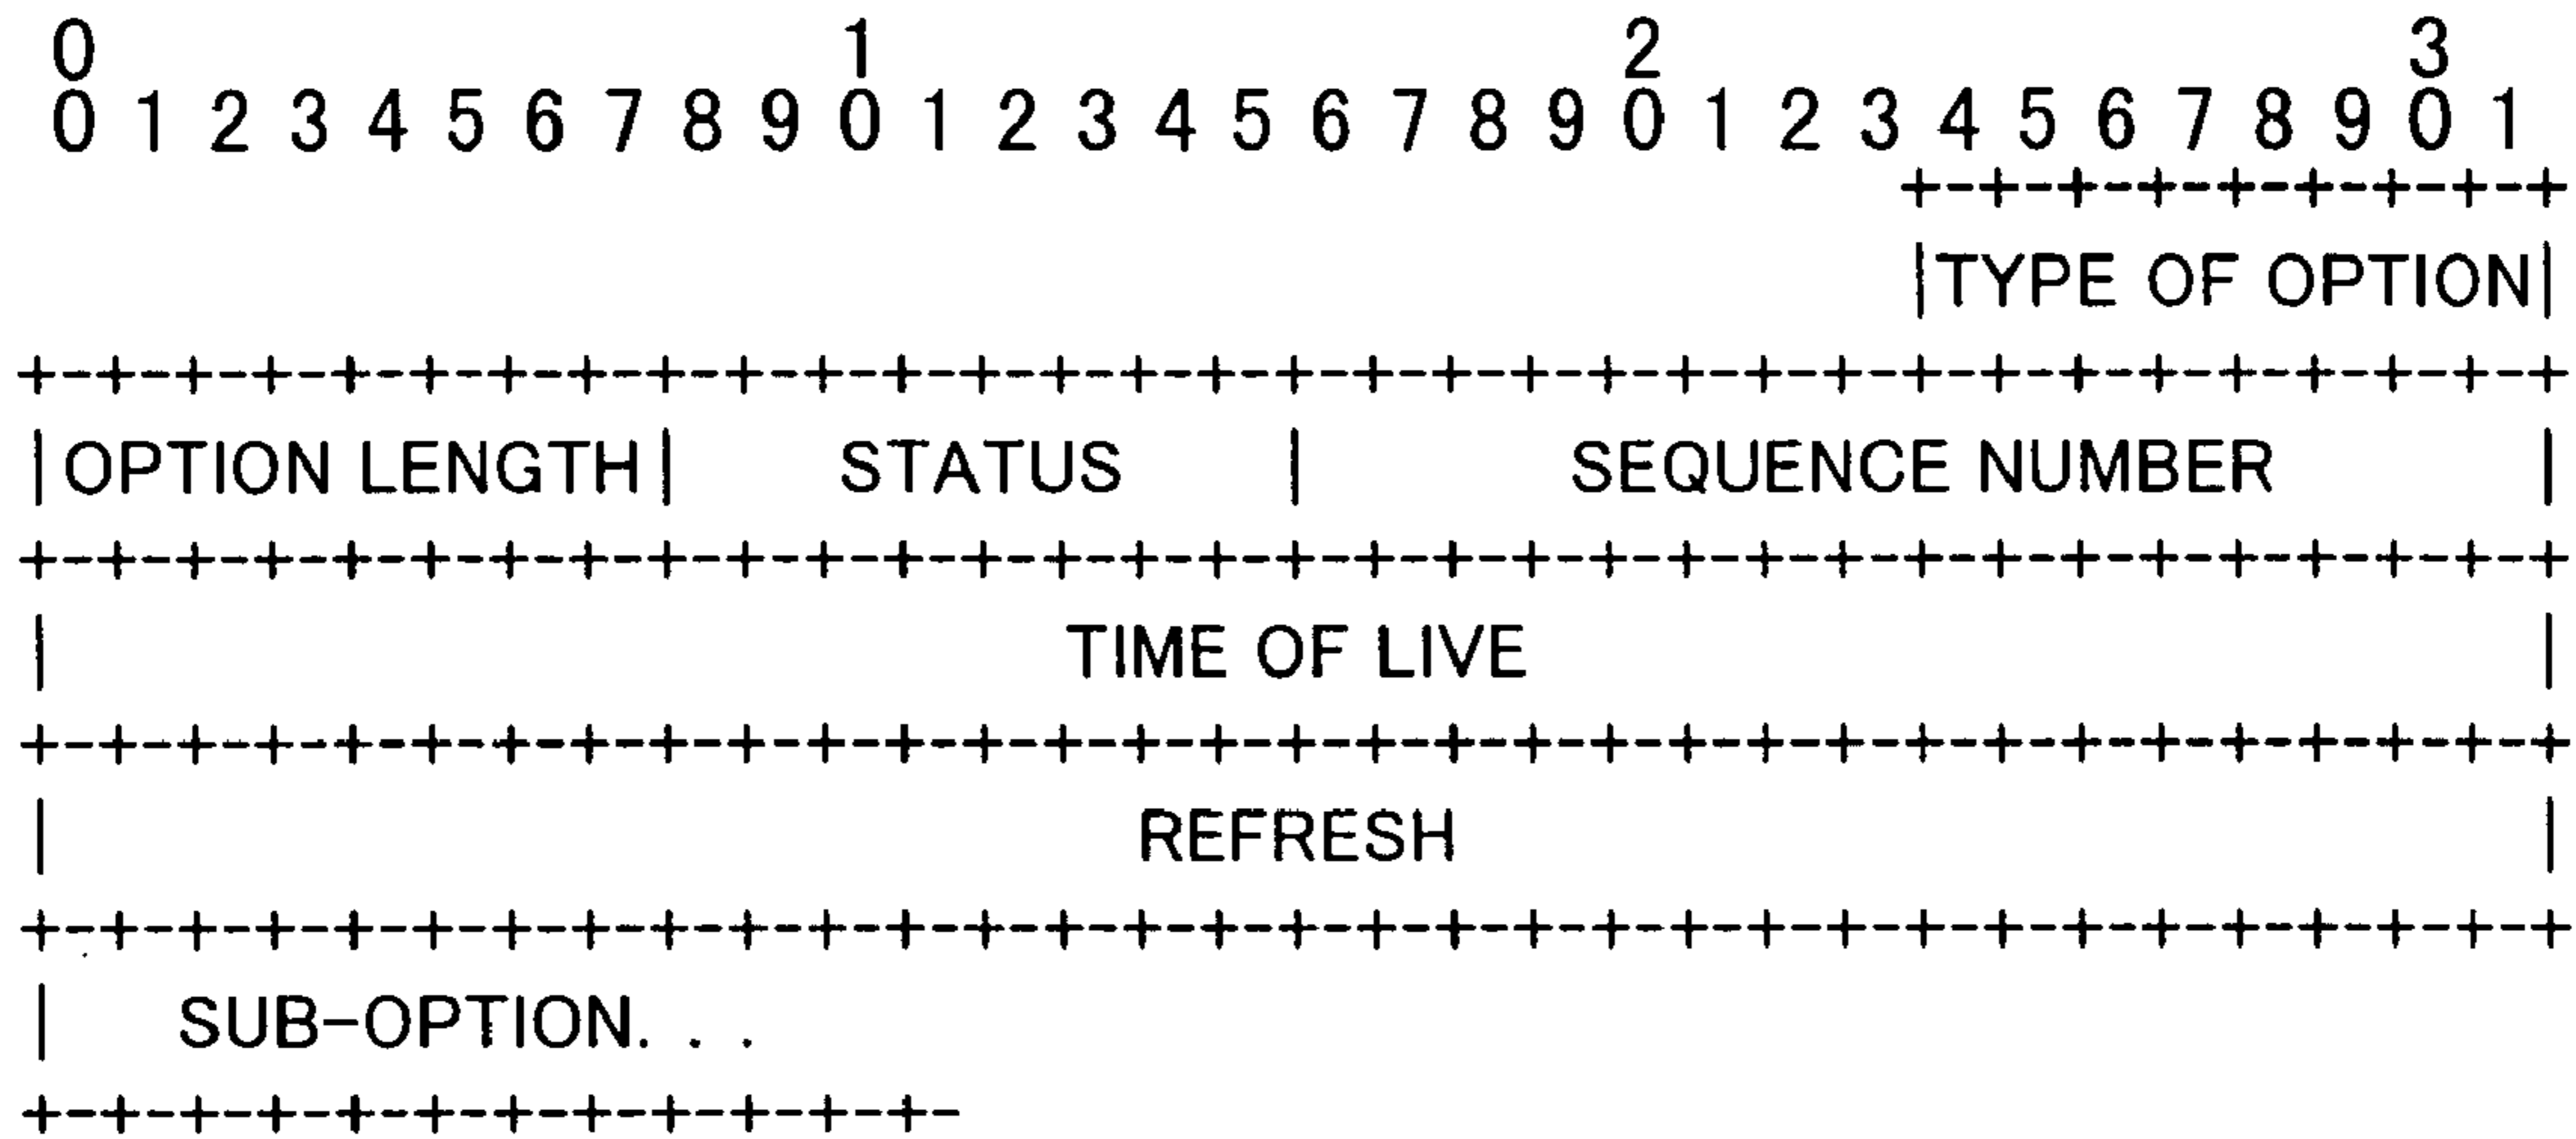 0 1 2 3
0 1 2 3 4 5 6 7 8 9 0 1 2 3 4 5 6 7 8 9 0 1 2 3 4 5 6 7 8 9 0 1
+-+-+-+-+-+-+-+-+
|TYPE OF OPTION|
+-+-+-+-+-+-+-+-+-+-+-+-+-+-+-+-+-+-+-+-+-+-+-+-+-+-+-+-+-+-+-+-+
|OPTION LENGTH| STATUS | SEQUENCE NUMBER |
+-+-+-+-+-+-+-+-+-+-+-+-+-+-+-+-+-+-+-+-+-+-+-+-+-+-+-+-+-+-+-+-+
| TIME OF LIVE |
+-+-+-+-+-+-+-+-+-+-+-+-+-+-+-+-+-+-+-+-+-+-+-+-+-+-+-+-+-+-+-+-+
| REFRESH |
+-+-+-+-+-+-+-+-+-+-+-+-+-+-+-+-+-+-+-+-+-+-+-+-+-+-+-+-+-+-+-+-+
| SUB-OPTION. . .
+-+-+-+-+-+-+-+-+-+-+-+-